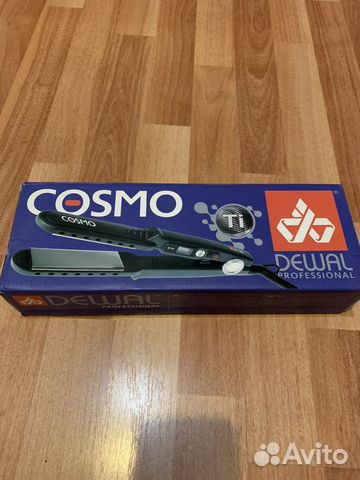 COSMO
Ti
COSMO
DEWAL
PROFESSIONAL
DEWAL
PROFESSIONAL
Avito